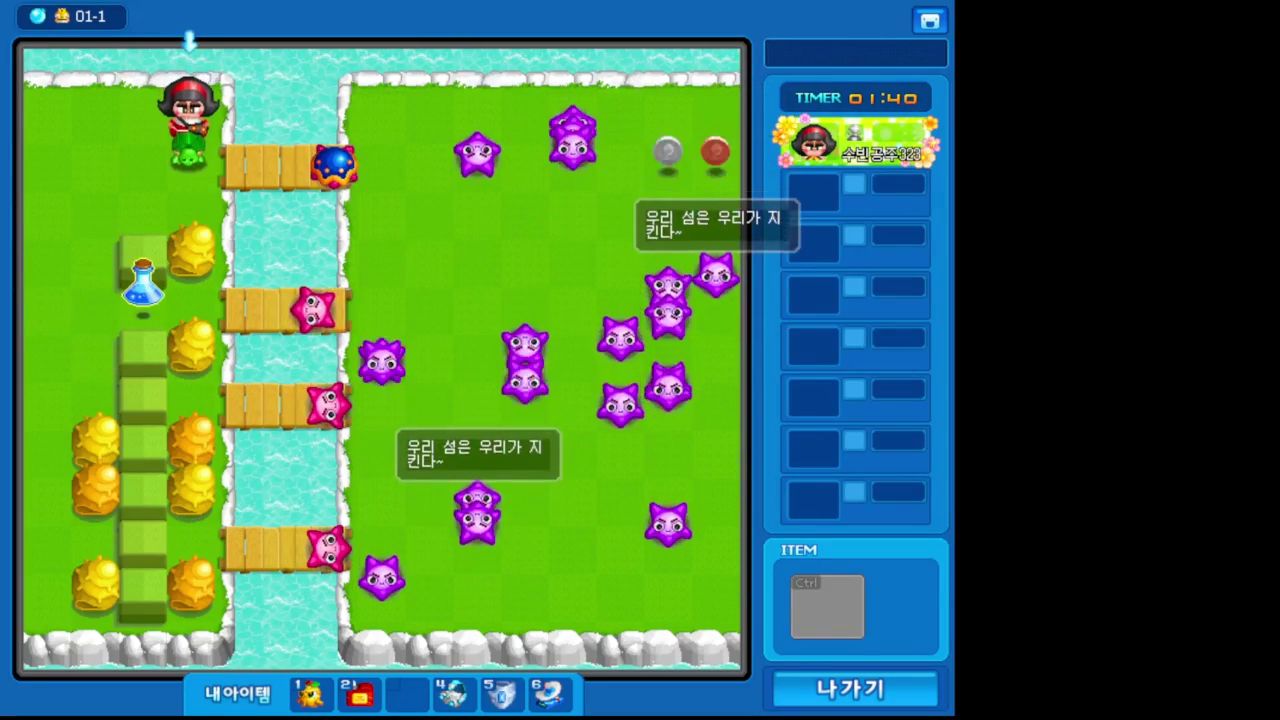 01-1
TIMER 01:40
수빈공주323
우리 섬은 우리가 지
킨다~
우리 섬은 우리가 지
킨다~
ITEM
Ctrl
내아이템
1
2
4
5
6
나가기